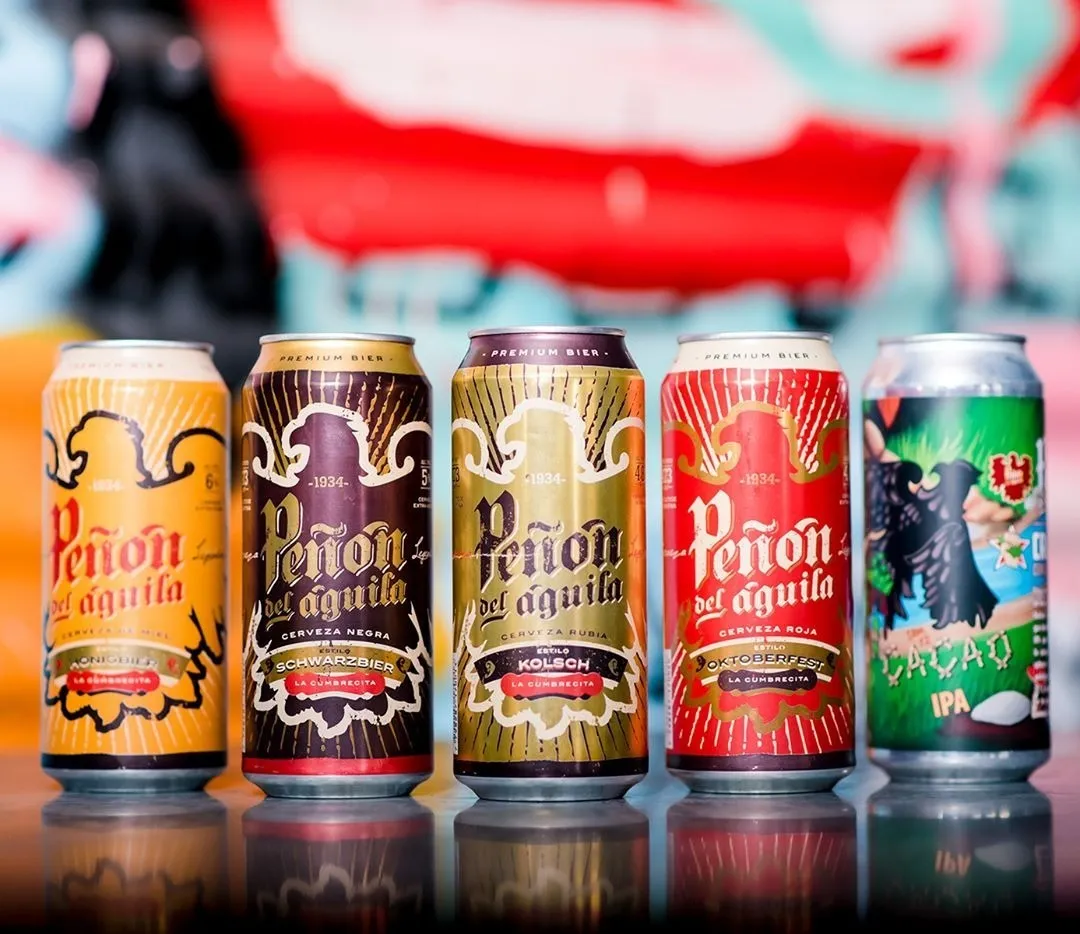 Peñon
del águila
CERVEZA DE MIEL
HONIGBIER
LA CUMBRECITA
PREMIUM BIER
-1934-
Peñon
del águila
CERVEZA NEGRA
ESTILO
SCHWARZBIER
LA CUMBRECITA
· PREMIUM BIER ·
-1934-
Peñon
del águila
CERVEZA RUBIA
ESTILO
KOLSCH
LA CUMBRECITA
· PREMIUM BIER ·
-1934-
Peñon
del águila
CERVEZA ROJA
ESTILO
OKTOBERFEST
LA CUMBRECITA
CACAO
IPA